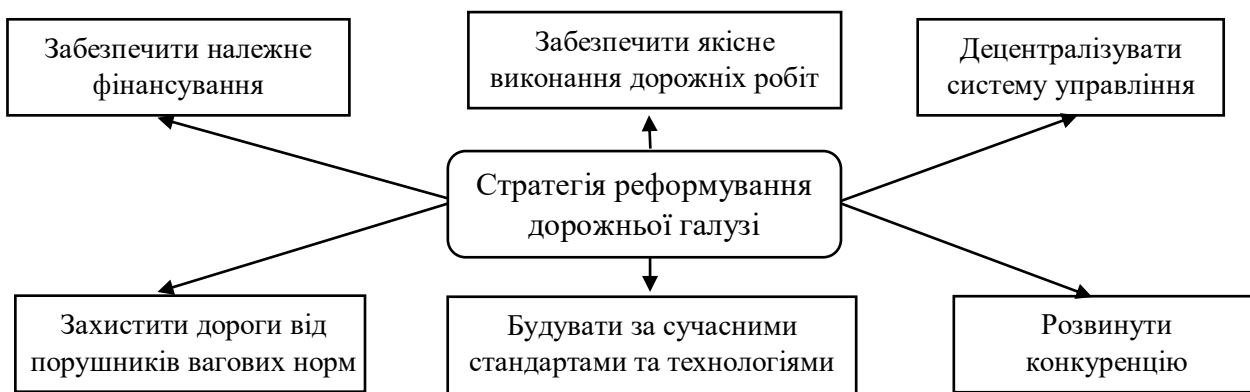 Забезпечити належне
фінансування
Забезпечити якісне
виконання дорожніх робіт
Децентралізувати
систему управління
Стратегія реформування
дорожньої галузі
Захистити дороги від
порушників вагових норм
Будувати за сучасними
стандартами та технологіями
Розвинути
конкуренцію